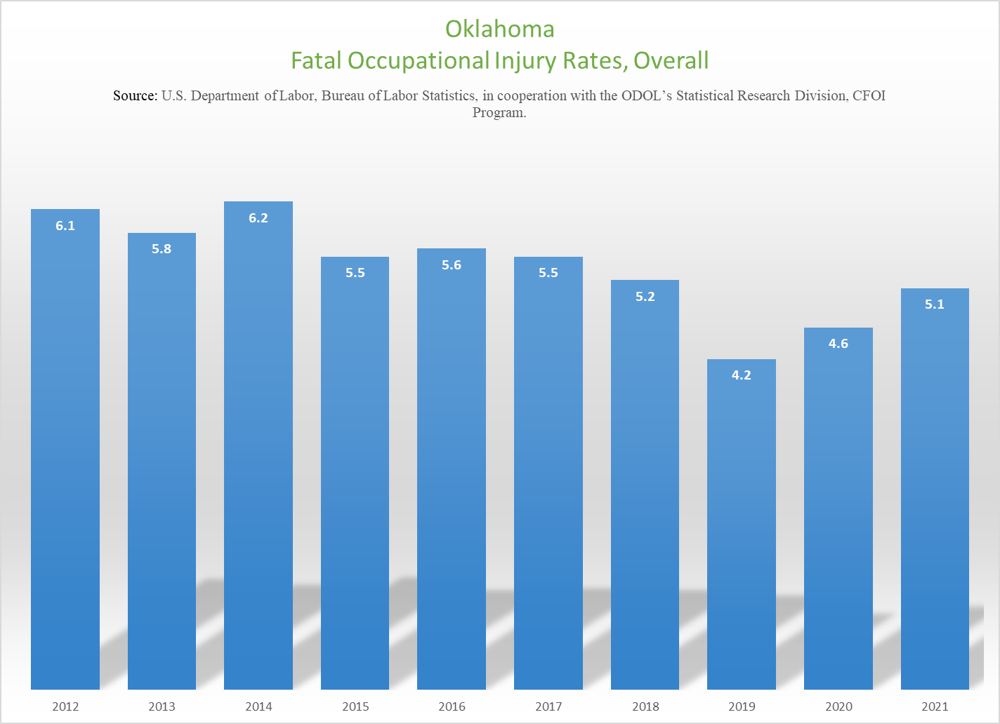 Oklahoma
Fatal Occupational Injury Rates, Overall
Source: U.S. Department of Labor, Bureau of Labor Statistics, in cooperation with the ODOL’s Statistical Research Division, CFOI
Program.
6.1
5.8
6.2
5.5
5.6
5.5
5.2
4.2
4.6
5.1
2012 2013 2014 2015 2016 2017 2018 2019 2020 2021